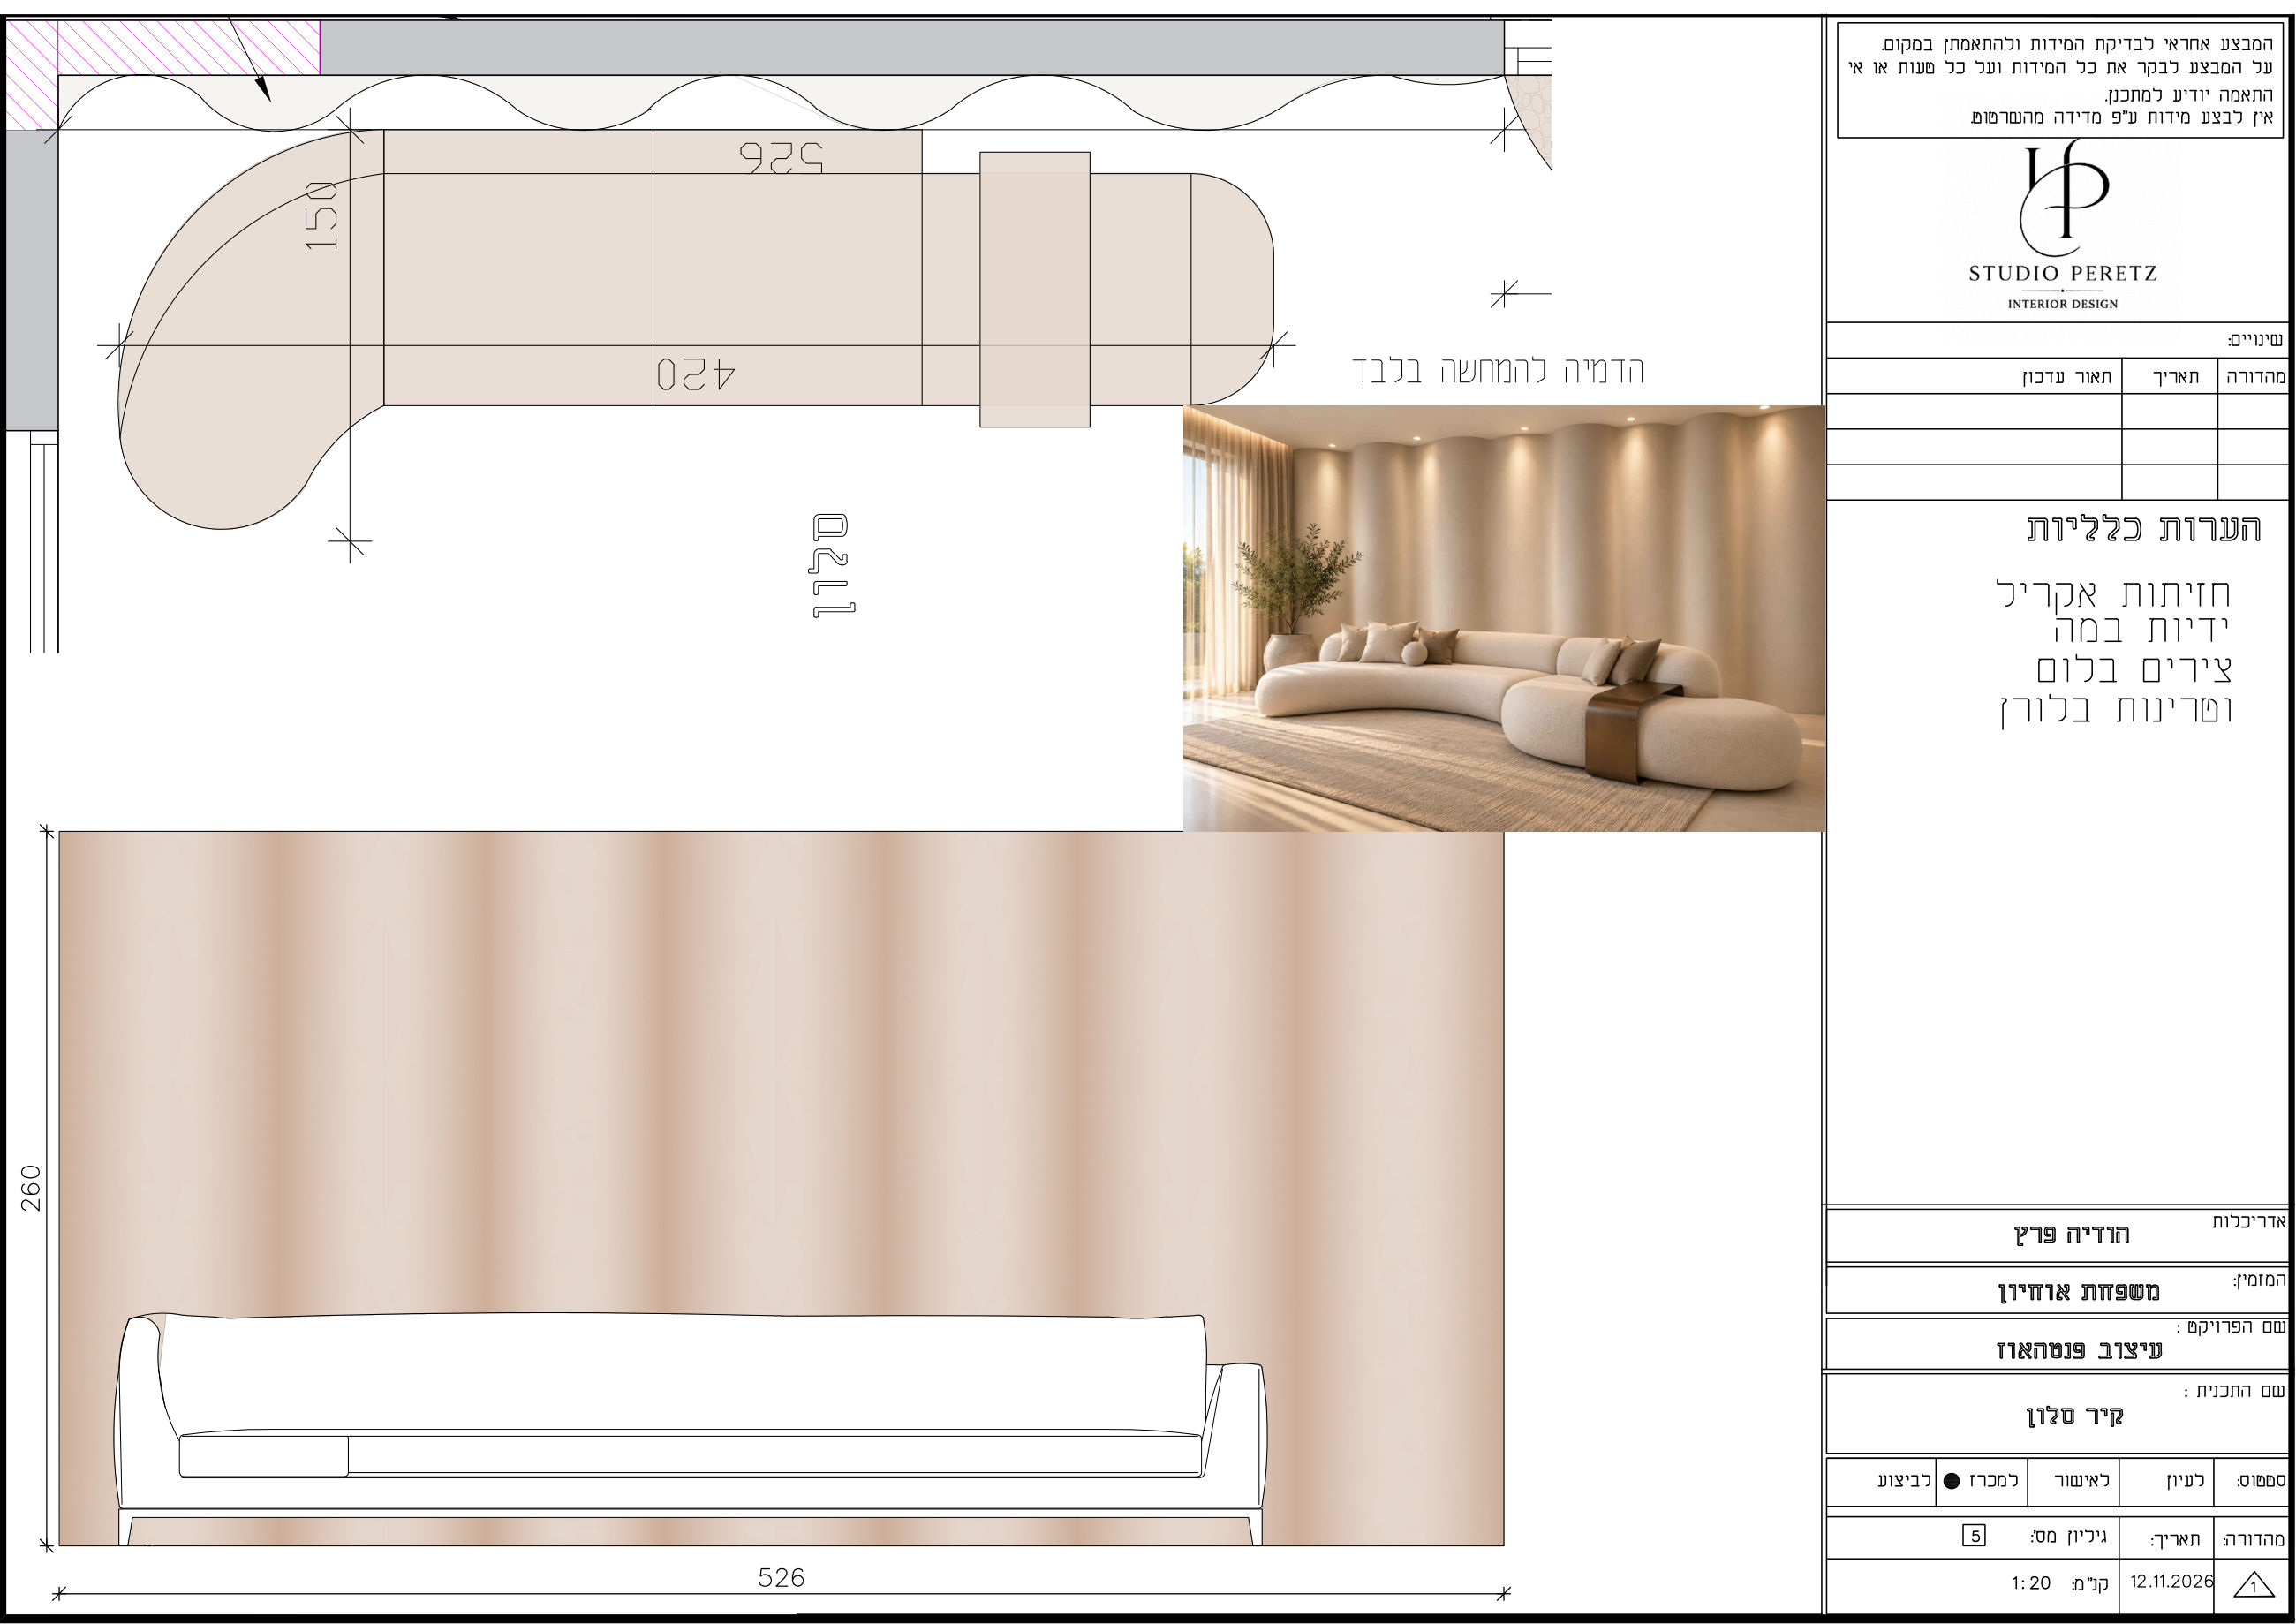 המבצע אחראי לבדיקת המידות ולהתאמתן במקום.
על המבצע לבקר את כל המידות ועל כל טעות או אי
התאמה יודיע למתכנן.
אין לבצע מידות ע"פ מדידה מהשרטוט.
STUDIO PERETZ
INTERIOR DESIGN
שינויים:
מהדורה תאריך תאור עדכון
הערות כלליות
חזיתות אקריל
ידיות במה
צירים בלום
וטרינות בלורן
526
150
420
הדמיה להמחשה בלבד
סלון
260
526
אדריכלות
הודיה פרץ
המזמין:
משפחת אוחיון
שם הפרויקט :
עיצוב פנטהאוז
שם התכנית :
קיר סלון
סטטוס: לעיון לאישור למכרז לביצוע
מהדורה: תאריך: גיליון מס': 5
1 12.11.2026 קנ"מ: 1:20